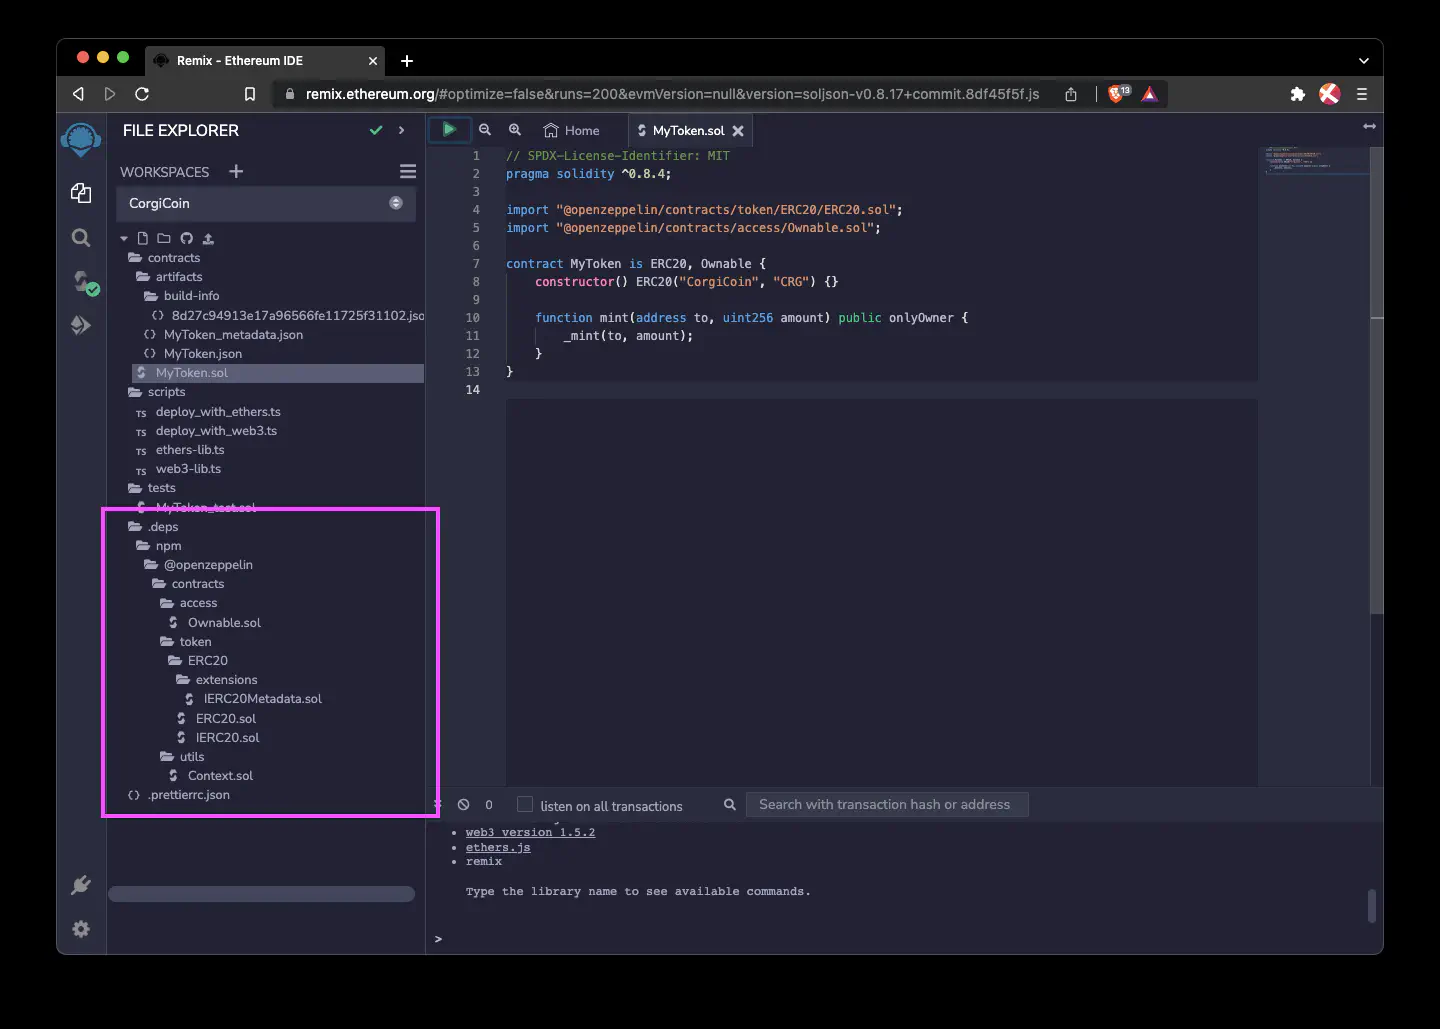 Remix - Ethereum IDE
remix.ethereum.org/#optimize=false&runs=200&evmVersion=null&version=soljson-v0.8.17+commit.8df45f5f.js
13
FILE EXPLORER
WORKSPACES
CorgiCoin
contracts
artifacts
build-info
8d27c94913e17a96566fe11725f31102.jso
MyToken_metadata.json
MyToken.json
MyToken.sol
scripts
TS deploy_with_ethers.ts
TS deploy_with_web3.ts
TS ethers-lib.ts
TS web3-lib.ts
tests
MyToken_test.sol
.deps
npm
@openzeppelin
contracts
access
Ownable.sol
token
ERC20
extensions
IERC20Metadata.sol
ERC20.sol
IERC20.sol
utils
Context.sol
.prettierrc.json
Home
MyToken.sol
1 // SPDX-License-Identifier: MIT
2 pragma solidity ^0.8.4;
3
4 import "@openzeppelin/contracts/token/ERC20/ERC20.sol";
5 import "@openzeppelin/contracts/access/Ownable.sol";
6
7 contract MyToken is ERC20, Ownable {
8 constructor() ERC20("CorgiCoin", "CRG") {}
9
10 function mint(address to, uint256 amount) public onlyOwner {
11 _mint(to, amount);
12 }
13 }
14
0 listen on all transactions Search with transaction hash or address
• web3 version 1.5.2
• ethers.js
• remix
Type the library name to see available commands.
>